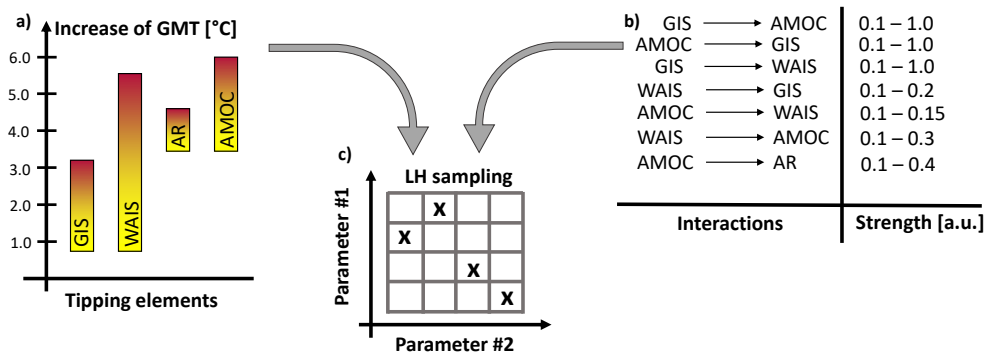 a)
Increase of GMT [°C]
6.0
5.0
4.0
3.0
2.0
1.0
GIS
WAIS
AR
AMOC
Tipping elements
b)
GIS AMOC 0.1 – 1.0
AMOC GIS 0.1 – 1.0
GIS WAIS 0.1 – 1.0
WAIS GIS 0.1 – 0.2
AMOC WAIS 0.1 – 0.15
WAIS AMOC 0.1 – 0.3
AMOC AR 0.1 – 0.4
Interactions Strength [a.u.]
c)
LH sampling
Parameter #1
X
X
X
X
Parameter #2